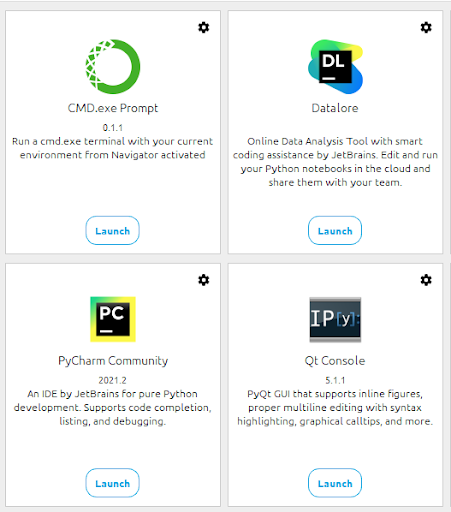 CMD.exe Prompt
0.1.1
Run a cmd.exe terminal with your current
environment from Navigator activated
Launch
DL
Datalore
Online Data Analysis Tool with smart
coding assistance by JetBrains. Edit and run
your Python notebooks in the cloud and
share them with your team.
Launch
PC
PyCharm Community
2021.2
An IDE by JetBrains for pure Python
development. Supports code completion,
listing, and debugging.
Launch
IP[y]:
Qt Console
5.1.1
PyQt GUI that supports inline figures,
proper multiline editing with syntax
highlighting, graphical calltips, and more.
Launch